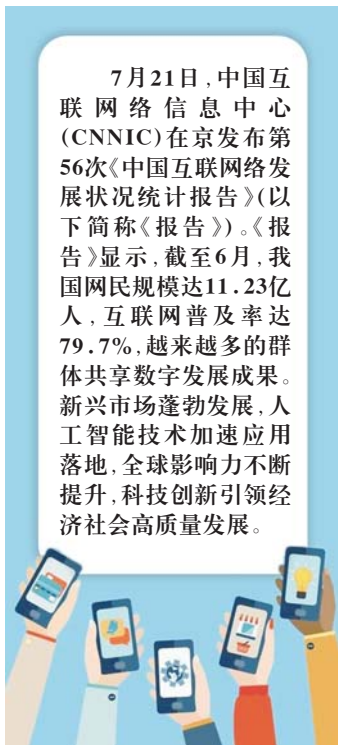 7月21日，中国互
联网络信息中心
(CNNIC)在京发布第
56次《中国互联网络发
展状况统计报告》(以
下简称《报告》)。《报
告》显示，截至6月，我
国网民规模达11.23亿
人，互联网普及率达
79.7%，越来越多的群
体共享数字发展成果。
新兴市场蓬勃发展，人
工智能技术加速应用
落地，全球影响力不断
提升，科技创新引领经
济社会高质量发展。